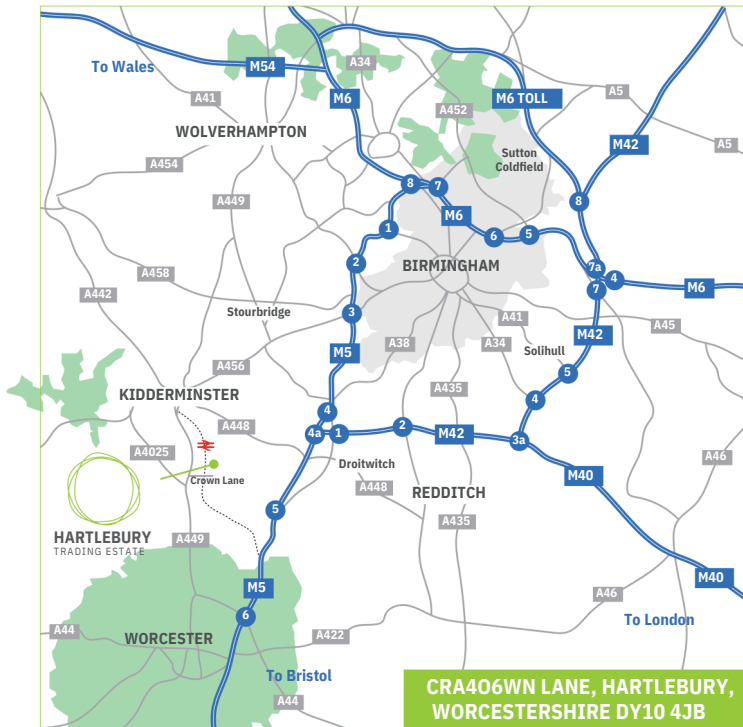 A34
To Wales
M54
A5
A41
M6
M6 TOLL
A452
WOLVERHAMPTON
M42
A5
Sutton
Coldfield
A454
8
7
A449
8
M6
1
6
5
BIRMINGHAM
2
A458
7a
4
7
M6
A442
Stourbridge
3
A41
A45
M5
A38
A34
M42
Solihull
A456
5
A435
KIDDERMINSTER
4
4
A448
4a
1
2
M42
3a
A4025
A46
Droitwitch
M40
Crown Lane
A448
REDDITCH
5
HARTLEBURY
TRADING ESTATE
A449
A435
M5
M40
A46
6
To London
A44
WORCESTER
A422
To Bristol
A44
CRA4O6WN LANE, HARTLEBURY,
WORCESTERSHIRE DY10 4JB